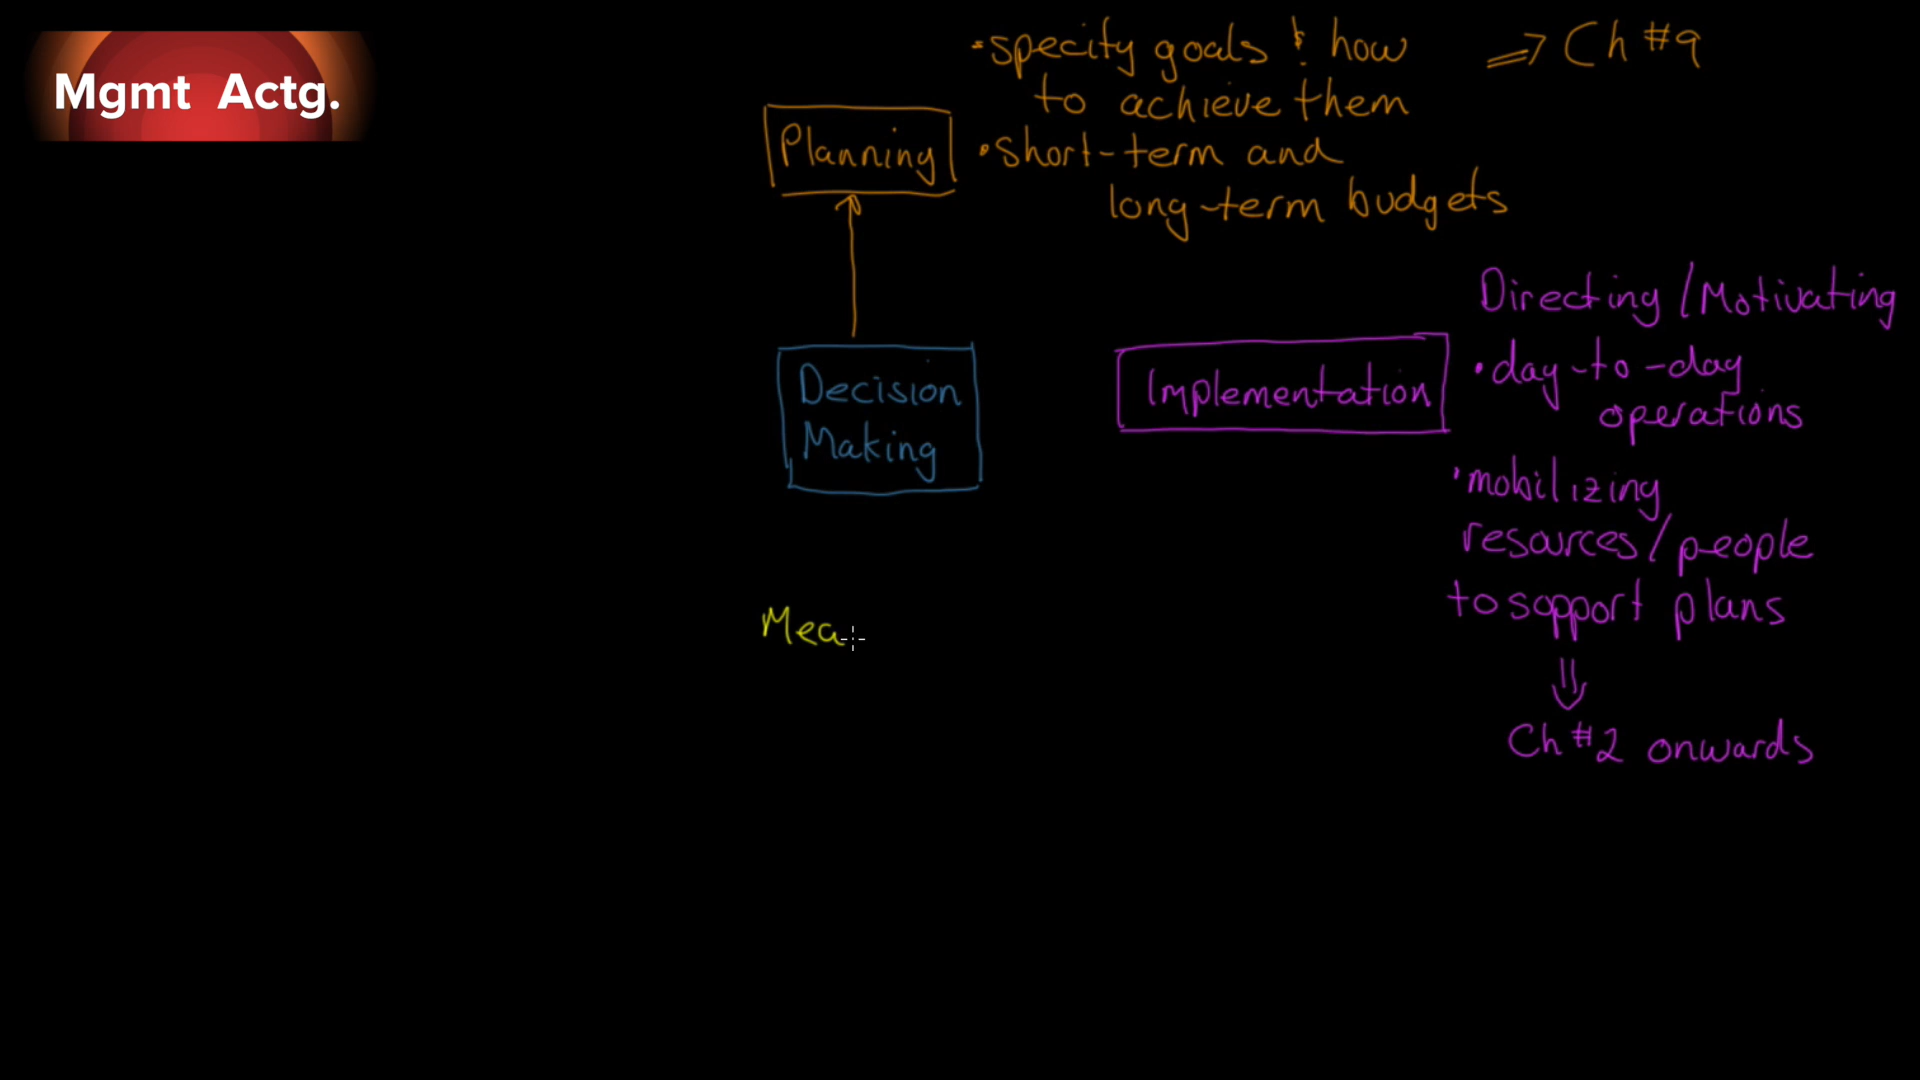 Mgmt Actg.
• specify goals & how
to achieve them
⇒ Ch #9
Planning
• short-term and
long-term budgets
Directing / Motivating
Decision
Making
Implementation
• day-to-day
operations
• mobilizing
resources/people
to support plans
Mea
⇓
Ch #2 onwards